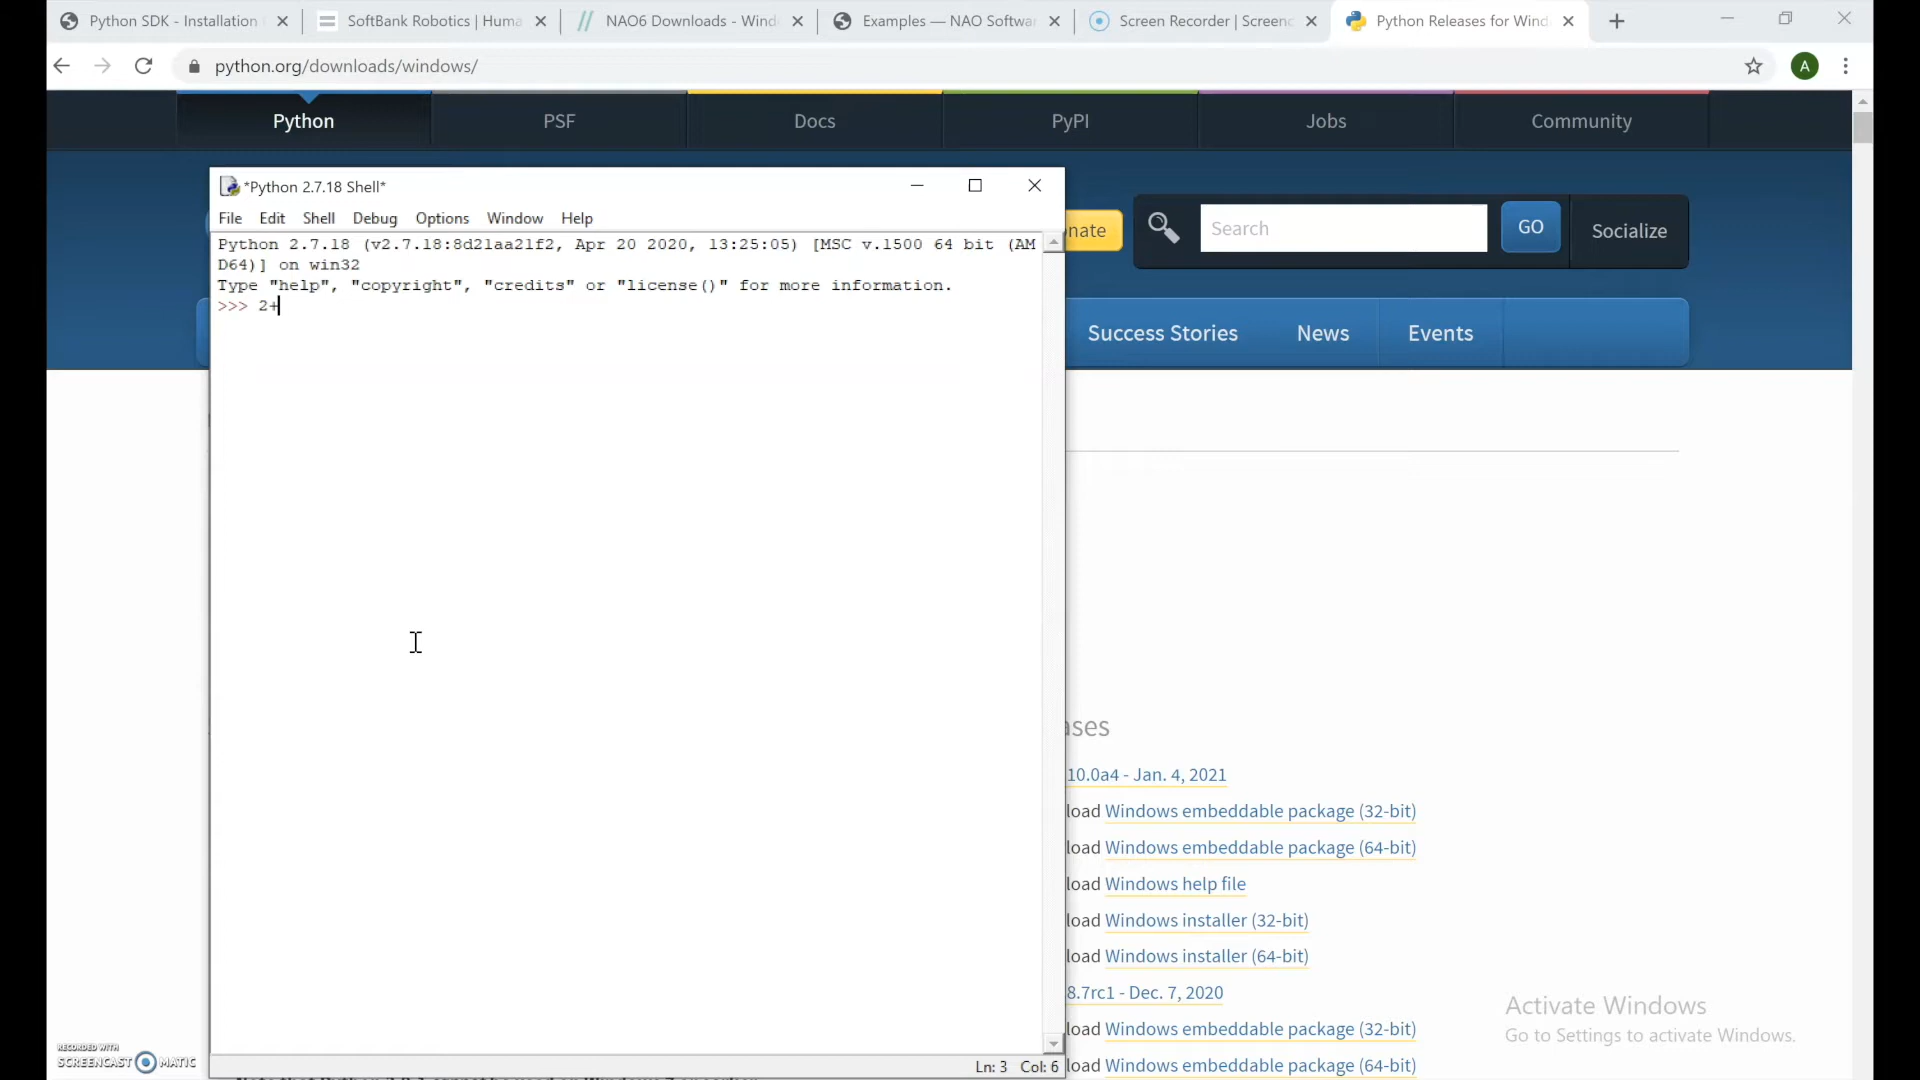 Python SDK - Installation
SoftBank Robotics | Huma
NAO6 Downloads - Wind
Examples — NAO Softwar
Screen Recorder | Screenc
Python Releases for Wind
python.org/downloads/windows/
A
Python
PSF
Docs
PyPI
Jobs
Community
*Python 2.7.18 Shell*
File Edit Shell Debug Options Window Help
nate
Search
GO
Socialize
Python 2.7.18 (v2.7.18:8d21aa21f2, Apr 20 2020, 13:25:05) [MSC v.1500 64 bit (AM
D64)] on win32
Type "help", "copyright", "credits" or "license()" for more information.
>>> 2+
Success Stories
News
Events
ases
10.0a4 - Jan. 4, 2021
load Windows embeddable package (32-bit)
load Windows embeddable package (64-bit)
load Windows help file
load Windows installer (32-bit)
load Windows installer (64-bit)
8.7rc1 - Dec. 7, 2020
load Windows embeddable package (32-bit)
load Windows embeddable package (64-bit)
Activate Windows
Go to Settings to activate Windows.
RECORDED WITH
SCREENCAST MATIC
Ln: 3 Col: 6